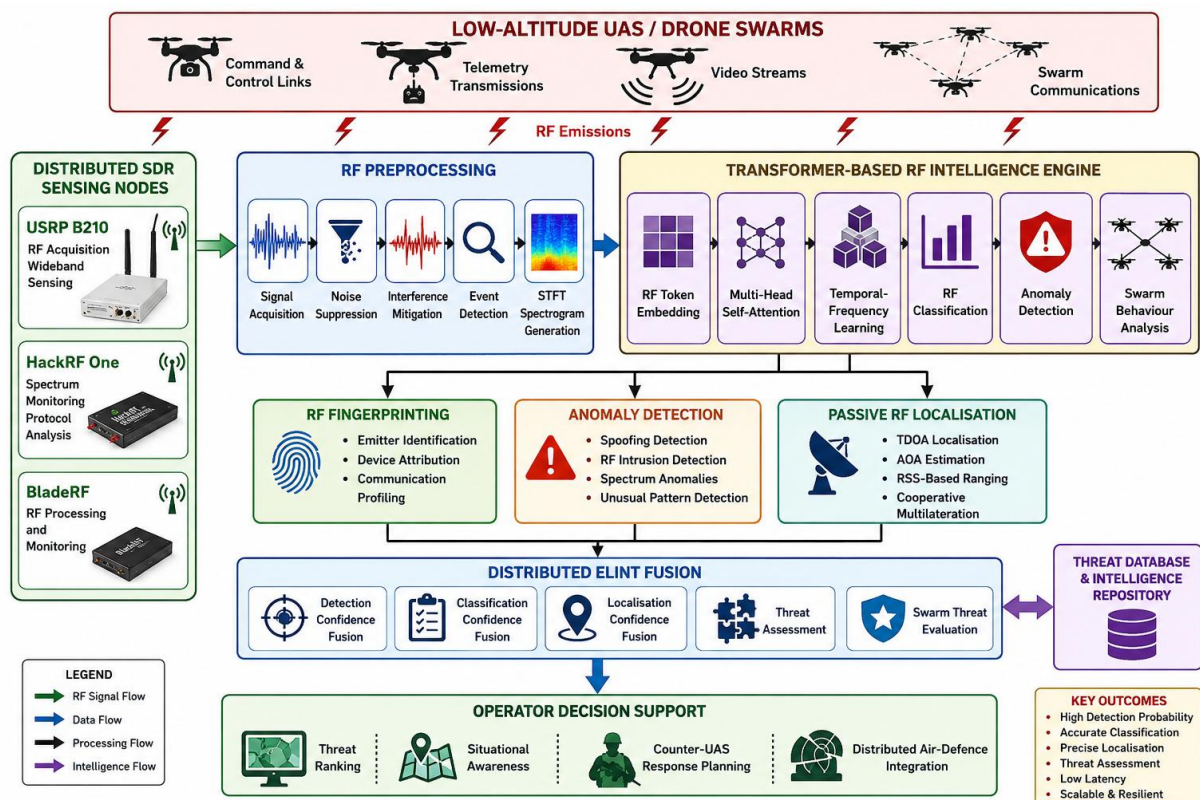 LOW-ALTITUDE UAS / DRONE SWARMS
Command &
Control Links
Telemetry
Transmissions
Video Streams
Swarm
Communications
RF Emissions
DISTRIBUTED SDR
SENSING NODES
USRP B210
RF Acquisition
Wideband
Sensing
HackRF One
Spectrum
Monitoring
Protocol
Analysis
BladeRF
RF Processing
and
Monitoring
RF PREPROCESSING
Signal
Acquisition
Noise
Suppression
Interference
Mitigation
Event
Detection
STFT
Spectrogram
Generation
TRANSFORMER-BASED RF INTELLIGENCE ENGINE
RF Token
Embedding
Multi-Head
Self-Attention
Temporal-
Frequency
Learning
RF
Classification
Anomaly
Detection
Swarm
Behaviour
Analysis
RF FINGERPRINTING
• Emitter Identification
• Device Attribution
• Communication
Profiling
ANOMALY DETECTION
• Spoofing Detection
• RF Intrusion Detection
• Spectrum Anomalies
• Unusual Pattern Detection
PASSIVE RF LOCALISATION
• TDOA Localisation
• AOA Estimation
• RSS-Based Ranging
• Cooperative
Multilateration
DISTRIBUTED ELINT FUSION
Detection
Confidence
Fusion
Classification
Confidence
Fusion
Localisation
Confidence
Fusion
Threat
Assessment
Swarm Threat
Evaluation
THREAT DATABASE
& INTELLIGENCE
REPOSITORY
LEGEND
RF Signal Flow
Data Flow
Processing Flow
Intelligence Flow
OPERATOR DECISION SUPPORT
Threat
Ranking
Situational
Awareness
Counter-UAS
Response Planning
Distributed Air-Defence
Integration
KEY OUTCOMES
• High Detection Probability
• Accurate Classification
• Precise Localisation
• Threat Assessment
• Low Latency
• Scalable & Resilient